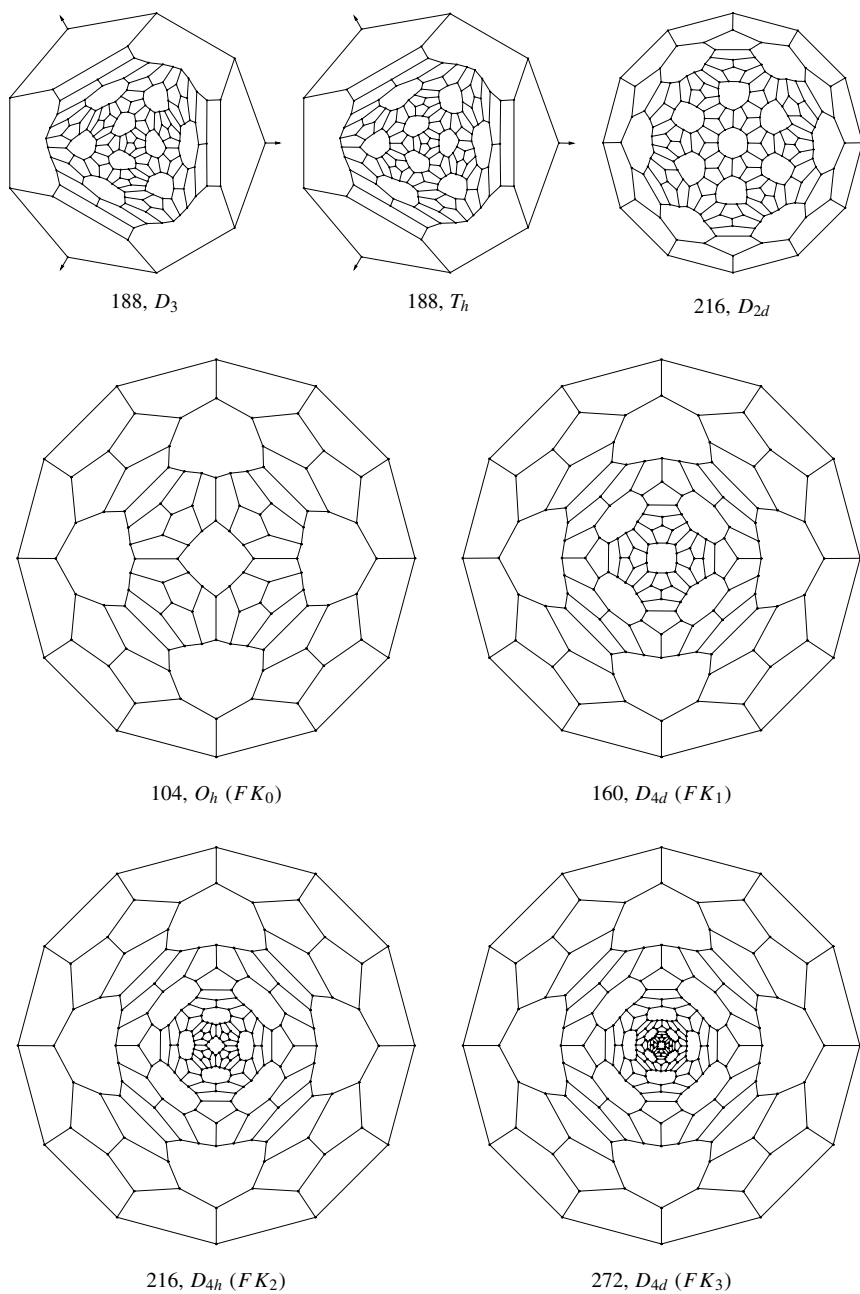 188, D₃ 188, Tₕ 216, D₂d
104, Oₕ (FK₀) 160, D₄d (FK₁)
216, D₄ₕ (FK₂) 272, D₄d (FK₃)